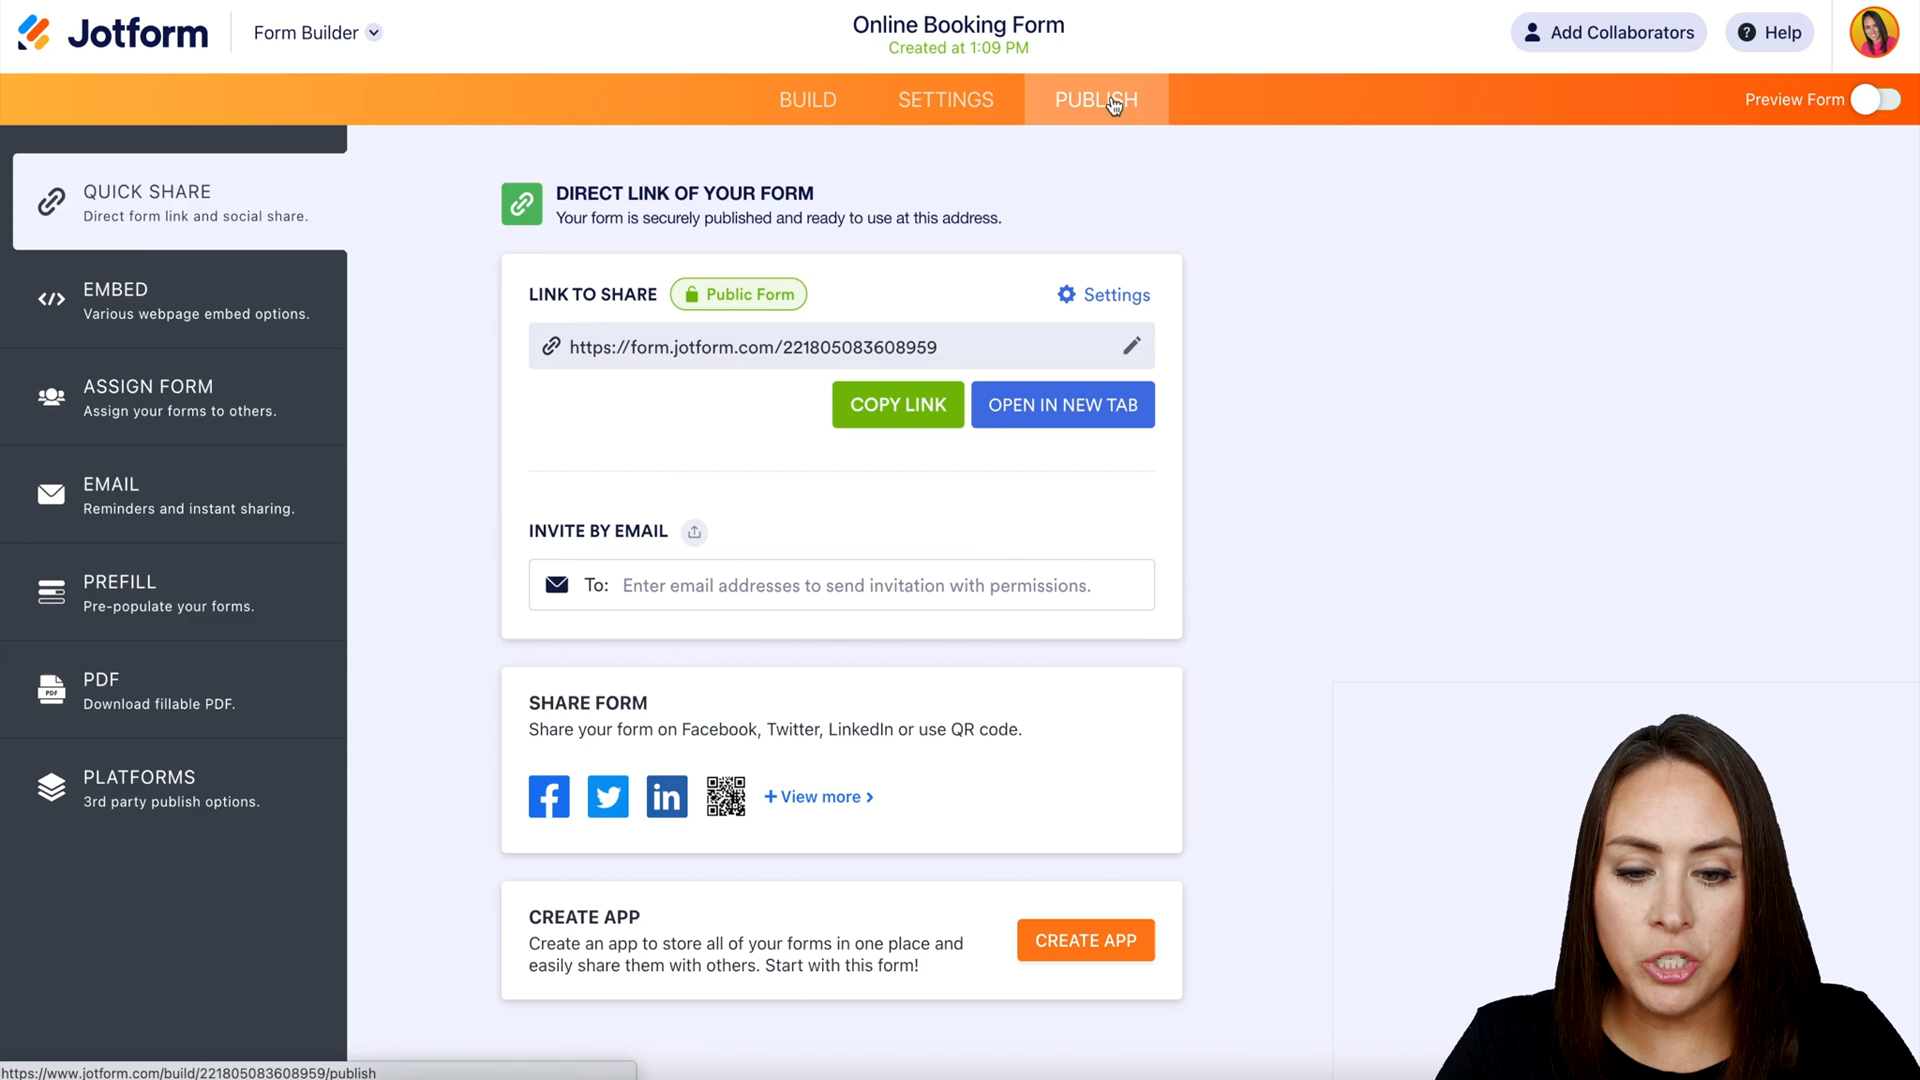 Jotform
Form Builder
Online Booking Form
Created at 1:09 PM
Add Collaborators
? Help
BUILD
SETTINGS
PUBLISH
Preview Form
QUICK SHARE
Direct form link and social share.
EMBED
Various webpage embed options.
ASSIGN FORM
Assign your forms to others.
EMAIL
Reminders and instant sharing.
PREFILL
Pre-populate your forms.
PDF
PDF
Download fillable PDF.
PLATFORMS
3rd party publish options.
DIRECT LINK OF YOUR FORM
Your form is securely published and ready to use at this address.
LINK TO SHARE
Public Form
Settings
https://form.jotform.com/221805083608959
COPY LINK
OPEN IN NEW TAB
INVITE BY EMAIL
To: Enter email addresses to send invitation with permissions.
SHARE FORM
Share your form on Facebook, Twitter, LinkedIn or use QR code.
f
in
+ View more >
CREATE APP
Create an app to store all of your forms in one place and
easily share them with others. Start with this form!
CREATE APP
https://www.jotform.com/build/221805083608959/publish